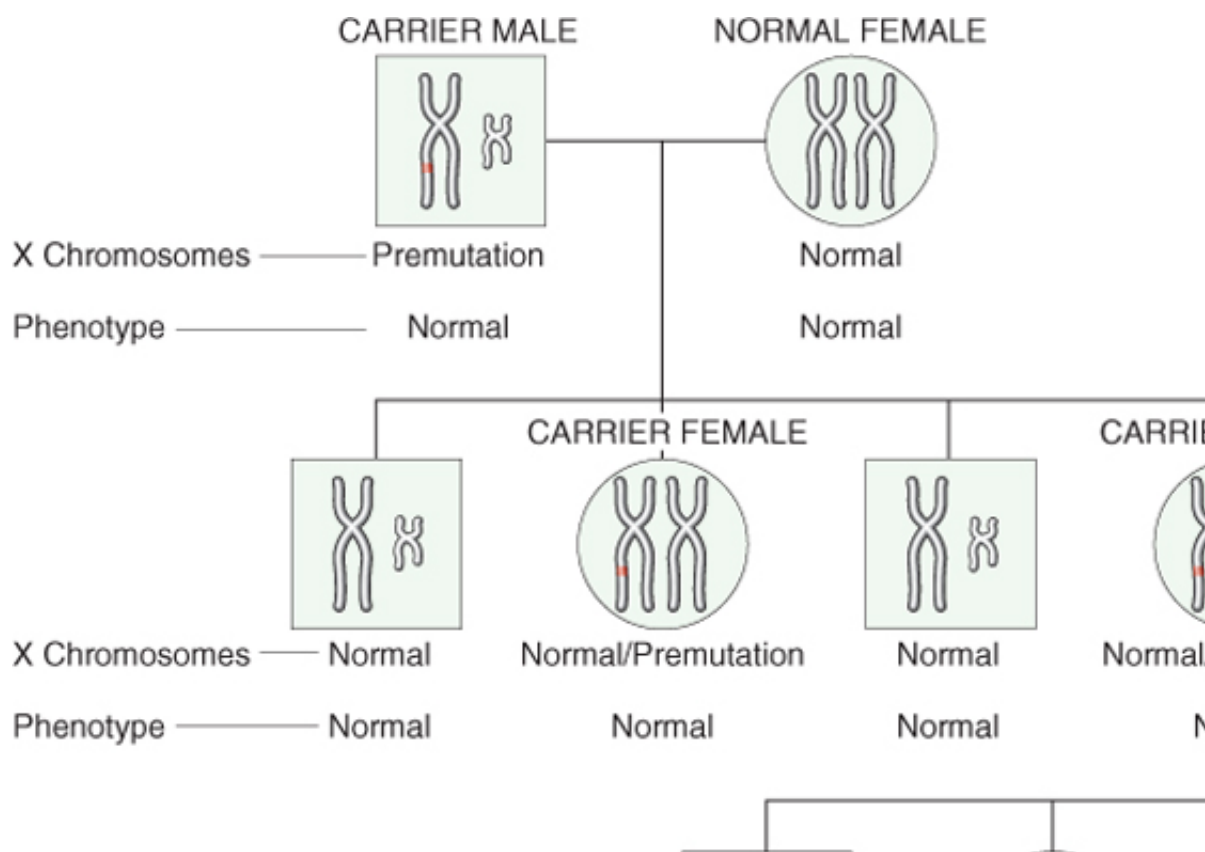 CARRIER MALE NORMAL FEMALE
X Chromosomes Premutation Normal
Phenotype Normal Normal
CARRIER FEMALE
X Chromosomes Normal Normal/Premutation Normal Normal/
Phenotype Normal Normal Normal